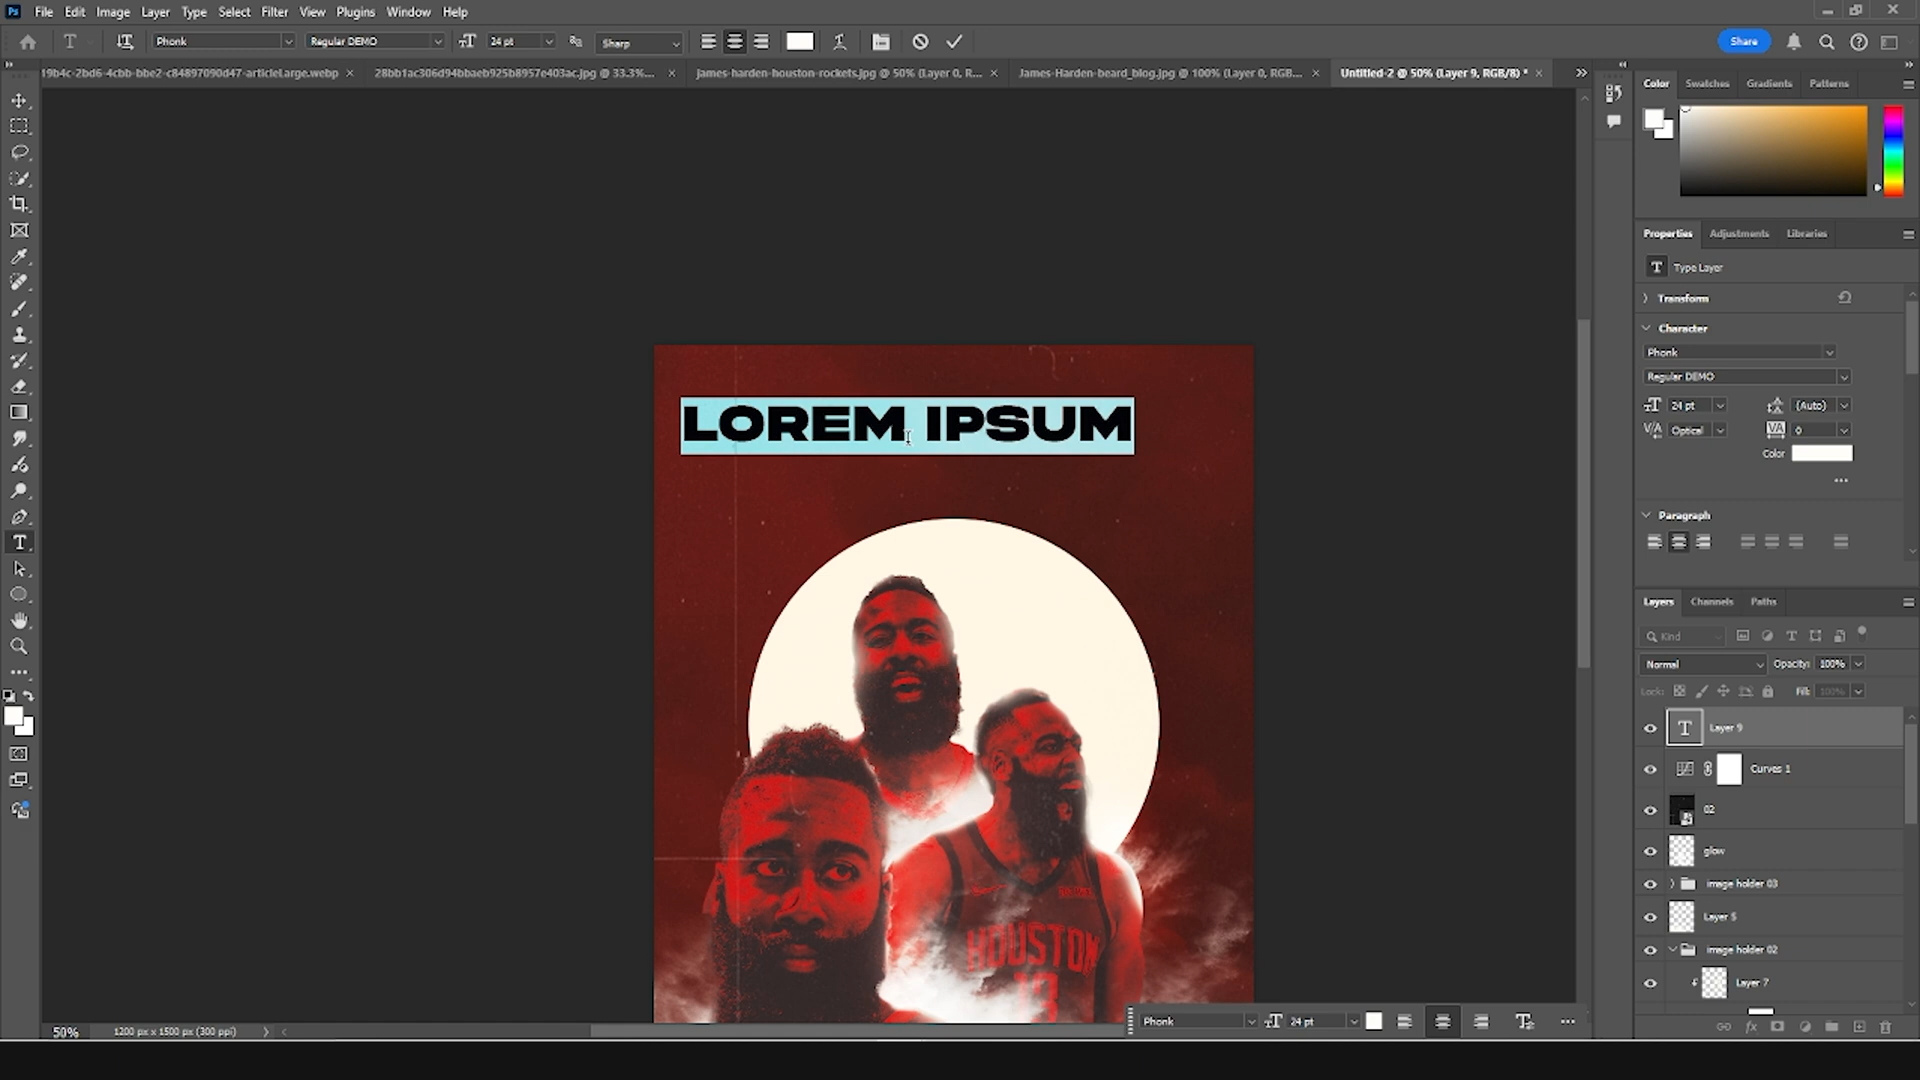 Ps File Edit Image Layer Type Select Filter View Plugins Window Help
T Phonk Regular DEMO 24 pt Sharp Share
19b4c-2bd6-4cbb-bbe2-c84897090d47-articleLarge.webp × 28bb1ac306d94bbaeb925b8957e403ac.jpg @ 33.3%... × james-harden-houston-rockets.jpg @ 50% (Layer 0, R... × James-Harden-beard_blog.jpg @ 100% (Layer 0, RGB... × Untitled-2 @ 50% (Layer 9, RGB/8) * ×
Color Swatches Gradients Patterns
Properties Adjustments Libraries
T Type Layer
Transform
Character
Phonk
Regular DEMO
24 pt (Auto)
Optical 0
Color
Paragraph
Layers Channels Paths
Kind
Normal Opacity: 100%
Lock: Fill: 100%
T Layer 9
Curves 1
02
glow
image holder 03
Layer 5
image holder 02
Layer 7
LOREM IPSUM
HOUSTON
13
50% 1200 px x 1500 px (300 ppi)
Phonk 24 pt